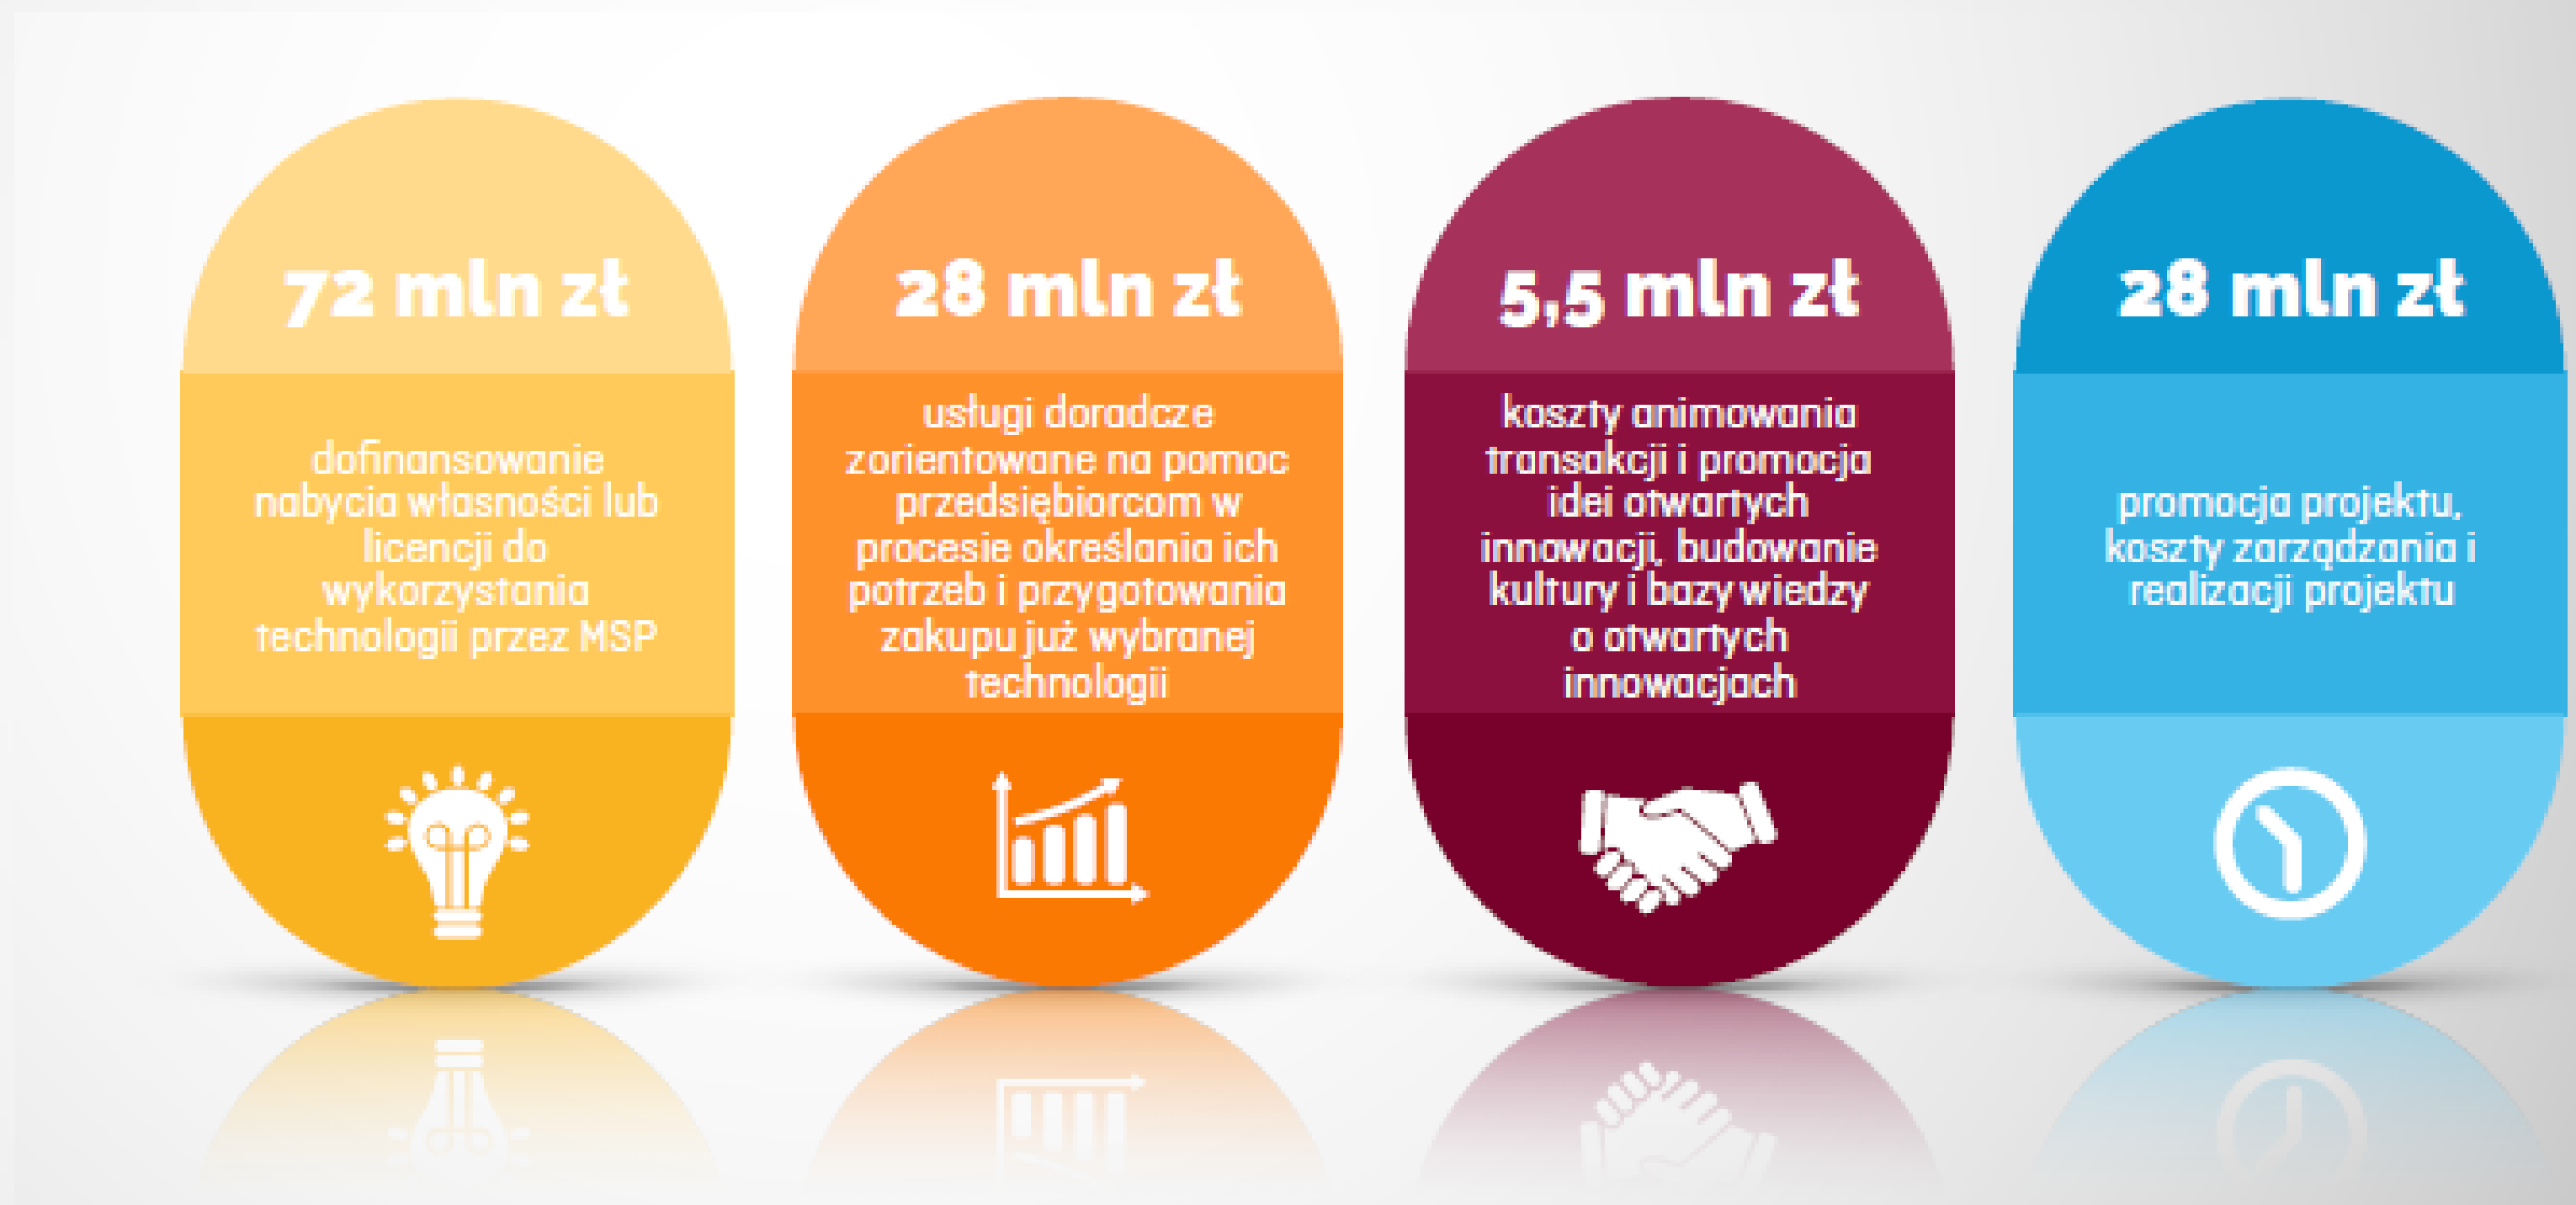 72 mln zł
dofinansowanie
nabycia własności lub
licencji do
wykorzystania
technologii przez MSP
28 mln zł
usługi doradcze
zorientowane na pomoc
przedsiębiorcom w
procesie określania ich
potrzeb i przygotowania
zakupu już wybranej
technologii
5,5 mln zł
koszty animowania
transakcji i promocja
idei otwartych
innowacji, budowanie
kultury i bazy wiedzy
o otwartych
innowacjach
28 mln zł
promocja projektu,
koszty zarządzania i
realizacji projektu